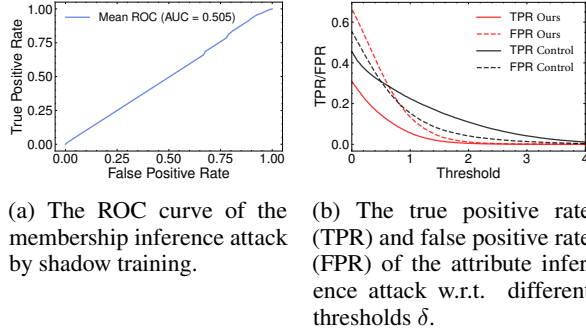 1.00
0.75
0.50
0.25
0.00
True Positive Rate
Mean ROC (AUC = 0.505)
0.00 0.25 0.50 0.75 1.00
False Positive Rate
0.6
0.4
0.2
0.0
TPR/FPR
TPR Ours
FPR Ours
TPR Control
FPR Control
0 1 2 3 4
Threshold
(a) The ROC curve of the
membership inference attack
by shadow training.
(b) The true positive rate
(TPR) and false positive rate
(FPR) of the attribute infer-
ence attack w.r.t. different
thresholds δ.